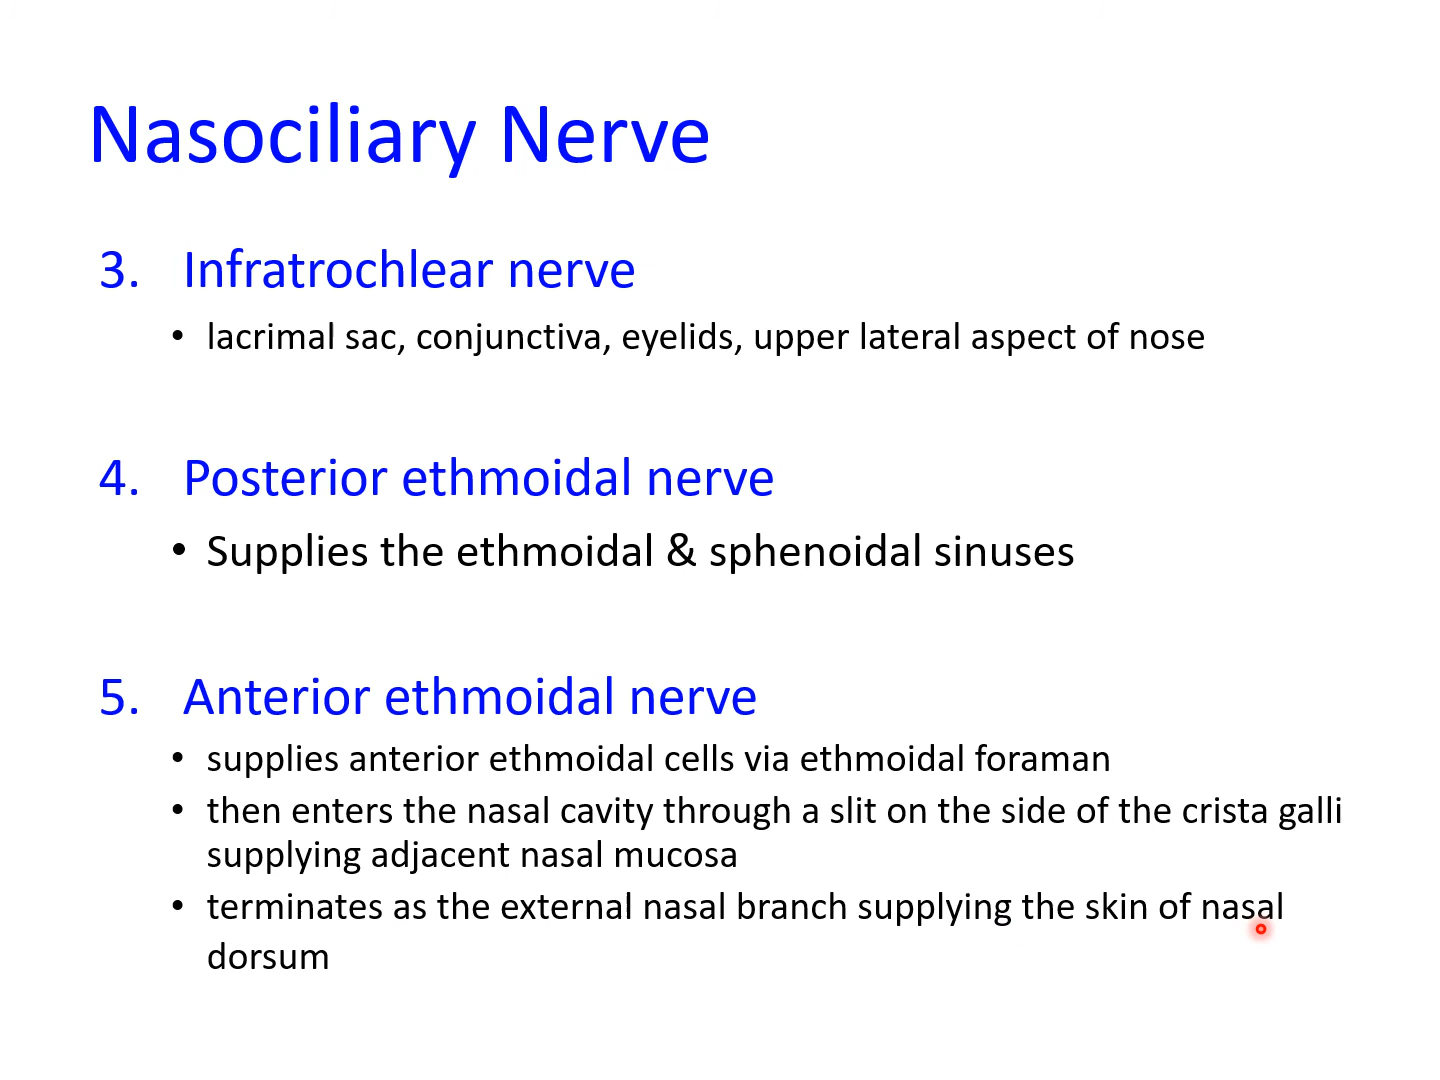 Nasociliary Nerve
3. Infratrochlear nerve
• lacrimal sac, conjunctiva, eyelids, upper lateral aspect of nose
4. Posterior ethmoidal nerve
• Supplies the ethmoidal & sphenoidal sinuses
5. Anterior ethmoidal nerve
• supplies anterior ethmoidal cells via ethmoidal foraman
• then enters the nasal cavity through a slit on the side of the crista galli
supplying adjacent nasal mucosa
• terminates as the external nasal branch supplying the skin of nasal
dorsum